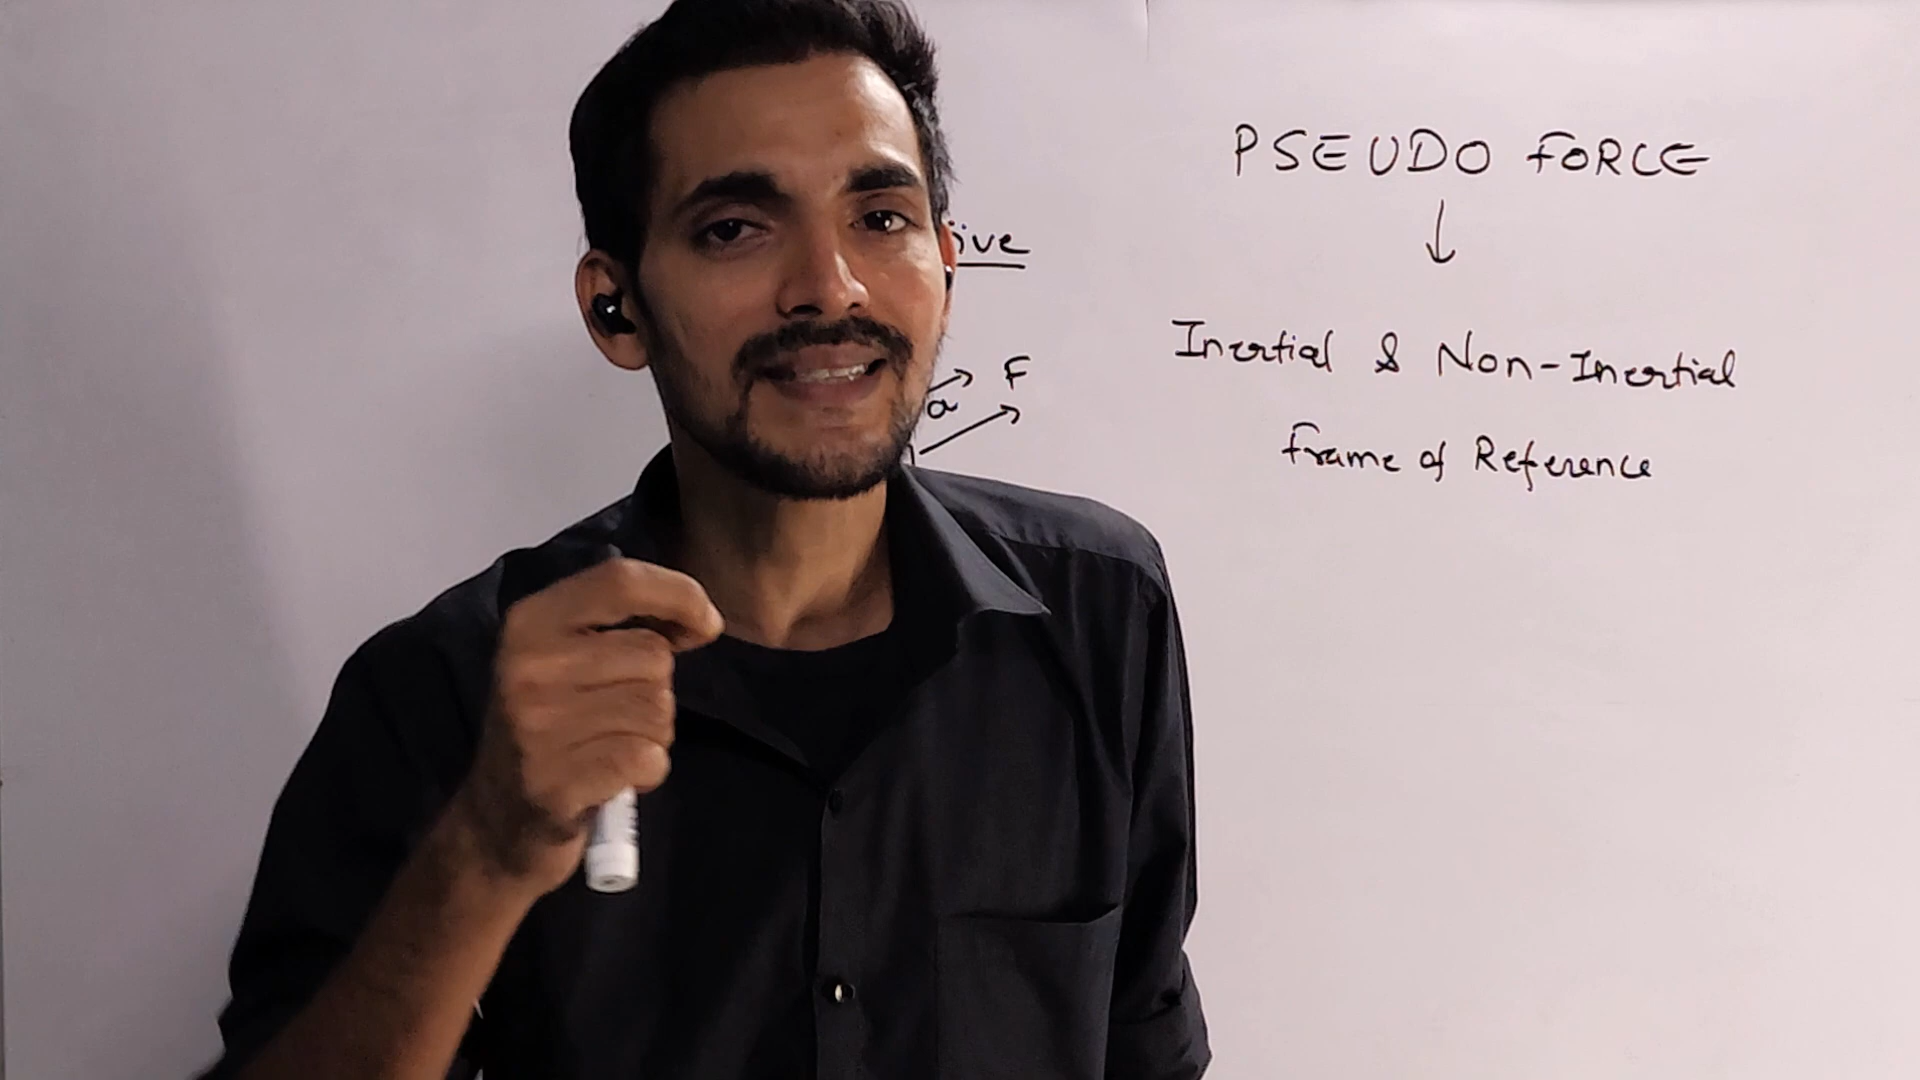 PSEUDO FORCE
Inertial & Non-Inertial
Frame of Reference
F
a